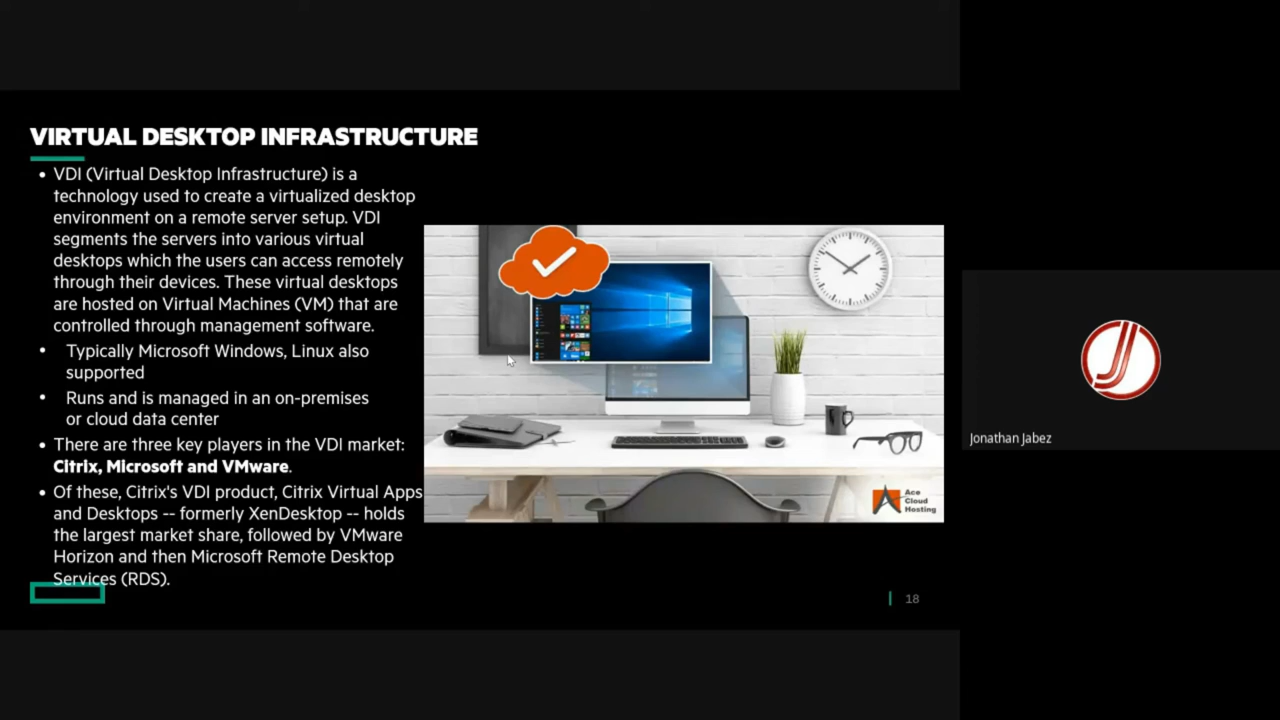 VIRTUAL DESKTOP INFRASTRUCTURE
• VDI (Virtual Desktop Infrastructure) is a
technology used to create a virtualized desktop
environment on a remote server setup. VDI
segments the servers into various virtual
desktops which the users can access remotely
through their devices. These virtual desktops
are hosted on Virtual Machines (VM) that are
controlled through management software.
• Typically Microsoft Windows, Linux also
supported
• Runs and is managed in an on-premises
or cloud data center
• There are three key players in the VDI market:
Citrix, Microsoft and VMware.
• Of these, Citrix's VDI product, Citrix Virtual Apps
and Desktops -- formerly XenDesktop -- holds
the largest market share, followed by VMware
Horizon and then Microsoft Remote Desktop
Services (RDS).
Ace
Cloud
Hosting
18
Jonathan Jabez